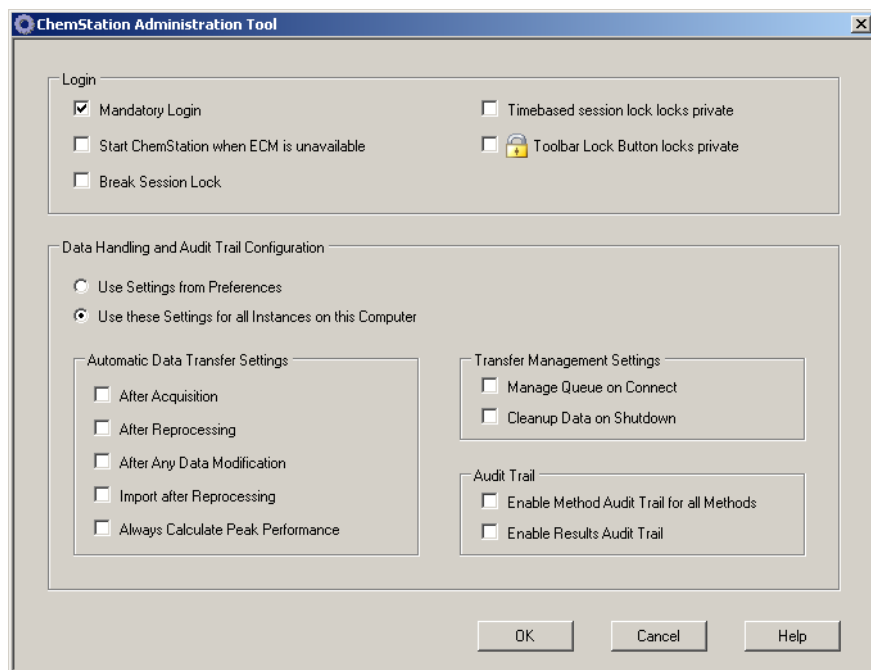 ChemStation Administration Tool
Login
Mandatory Login
Timebased session lock locks private
Start ChemStation when ECM is unavailable
Toolbar Lock Button locks private
Break Session Lock
Data Handling and Audit Trail Configuration
Use Settings from Preferences
Use these Settings for all Instances on this Computer
Automatic Data Transfer Settings
After Acquisition
After Reprocessing
After Any Data Modification
Import after Reprocessing
Always Calculate Peak Performance
Transfer Management Settings
Manage Queue on Connect
Cleanup Data on Shutdown
Audit Trail
Enable Method Audit Trail for all Methods
Enable Results Audit Trail
OK
Cancel
Help